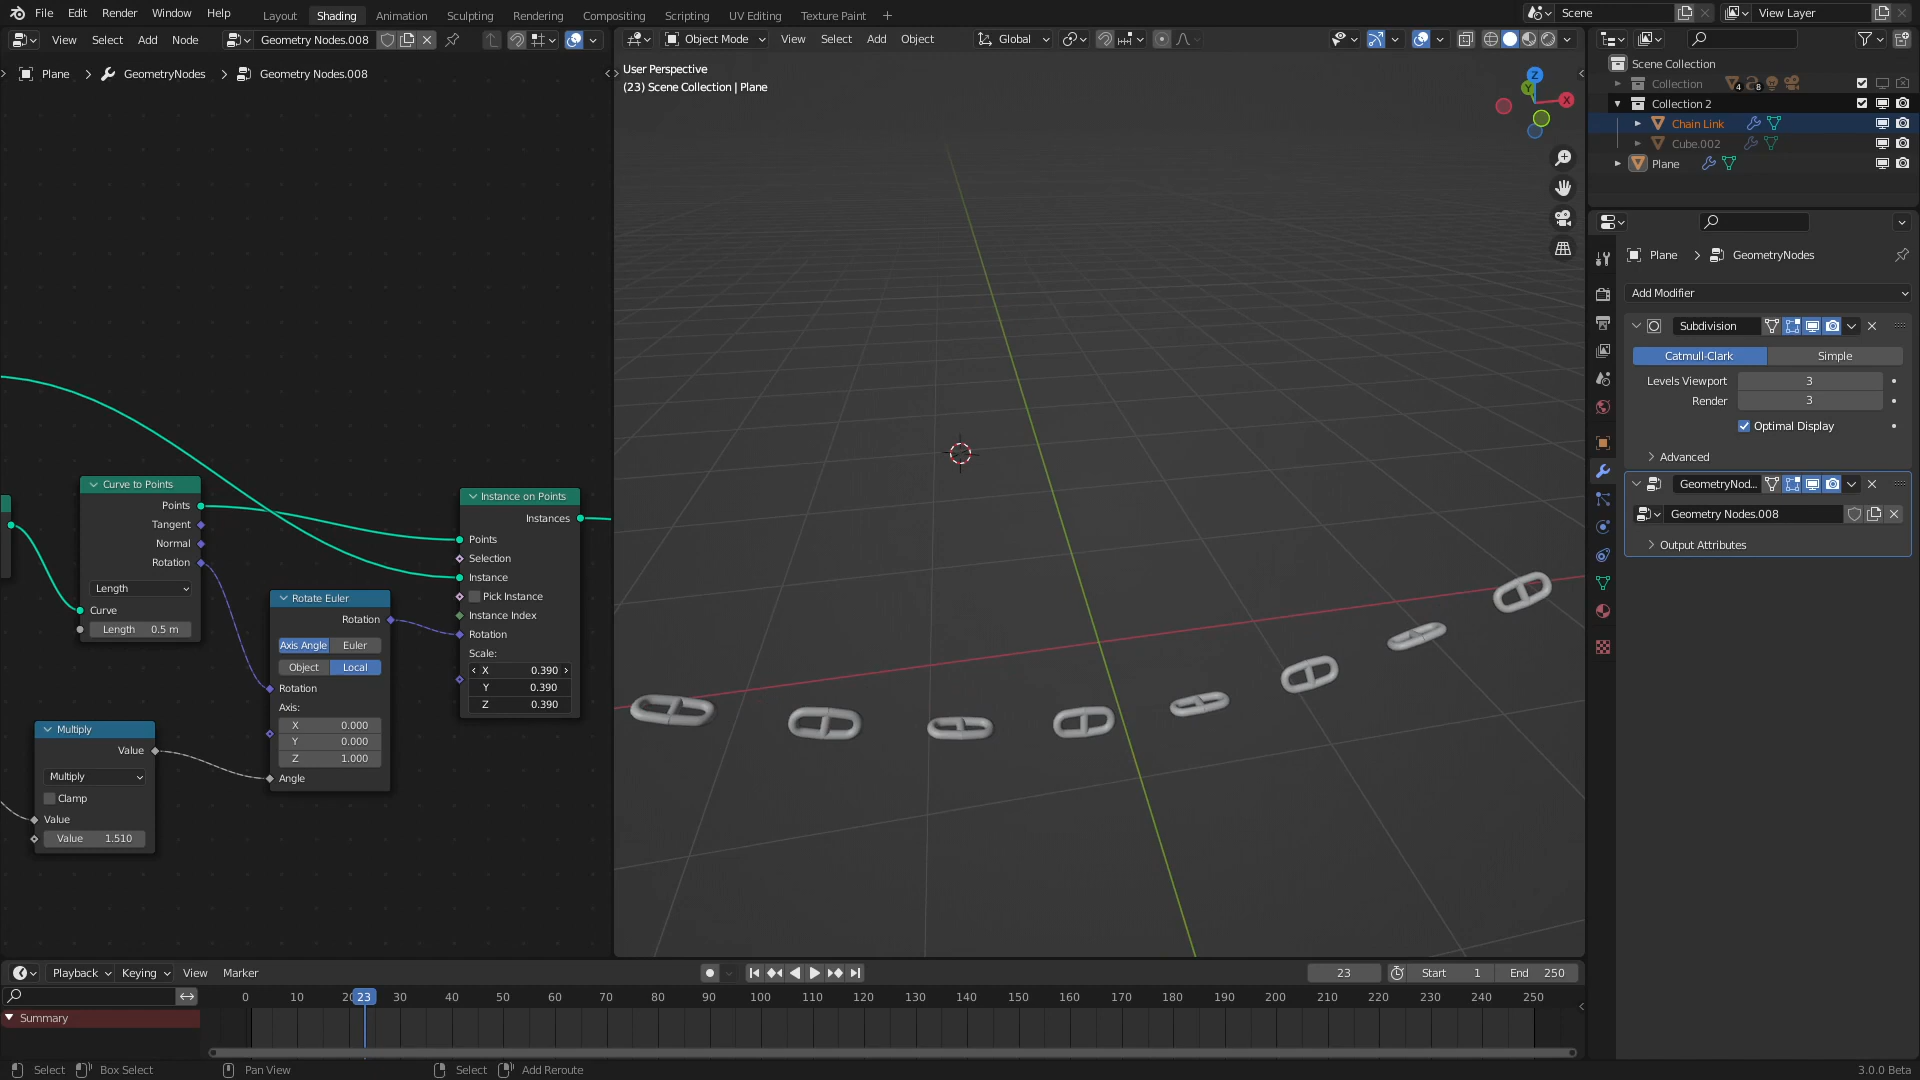 File Edit Render Window Help
Layout Shading Animation Sculpting Rendering Compositing Scripting UV Editing Texture Paint +
Scene
View Layer
View Select Add Node
Geometry Nodes.008
Object Mode
View Select Add Object
Global
Plane > GeometryNodes > Geometry Nodes.008
User Perspective
(23) Scene Collection | Plane
Z
Y
X
Curve to Points
Points
Tangent
Normal
Rotation
Length
Curve
Length 0.5 m
Rotate Euler
Rotation
Axis Angle Euler
Object Local
Rotation
Axis:
X 0.000
Y 0.000
Z 1.000
Angle
Multiply
Value
Multiply
Clamp
Value
Value 1.510
Instance on Points
Instances
Points
Selection
Instance
Pick Instance
Instance Index
Rotation
Scale:
X 0.390
Y 0.390
Z 0.390
Scene Collection
Collection 4 8
Collection 2
Chain Link
Cube.002
Plane
Plane > GeometryNodes
Add Modifier
Subdivision
Catmull-Clark Simple
Levels Viewport 3
Render 3
Optimal Display
Advanced
GeometryNod...
Geometry Nodes.008
Output Attributes
Playback Keying View Marker
23
Start 1
End 250
0 10 20 23 30 40 50 60 70 80 90 100 110 120 130 140 150 160 170 180 190 200 210 220 230 240 250
Summary
Select Box Select Pan View Select Add Reroute
3.0.0 Beta